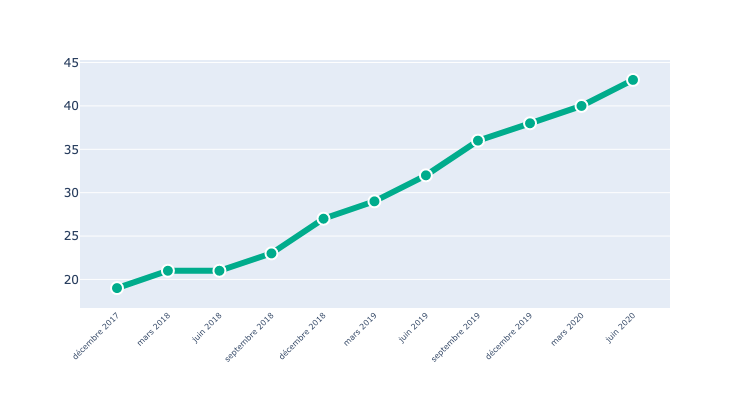 45
40
35
30
25
20
décembre 2017
mars 2018
juin 2018
septembre 2018
décembre 2018
mars 2019
juin 2019
septembre 2019
décembre 2019
mars 2020
juin 2020